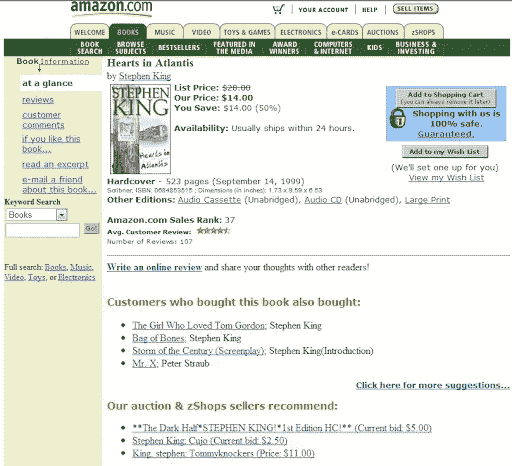 amazon.com
YOUR ACCOUNT | HELP | SELL ITEMS
WELCOME BOOKS MUSIC VIDEO TOYS & GAMES ELECTRONICS e-CARDS AUCTIONS zSHOPS
BOOK SEARCH BROWSE SUBJECTS BESTSELLERS FEATURED IN THE MEDIA AWARD WINNERS COMPUTERS & INTERNET KIDS BUSINESS & INVESTING
Book Information
at a glance
reviews
customer comments
if you like this book...
read an excerpt
e-mail a friend about this book...
Keyword Search
Books
Go!
Full search: Books, Music, Video, Toys, or Electronics
Hearts in Atlantis
by Stephen King
STEPHEN
KING
Hearts in
Atlantis
List Price: $28.00
Our Price: $14.00
You Save: $14.00 (50%)
Availability: Usually ships within 24 hours.
Add to Shopping Cart
(you can always remove it later)
Shopping with us is
100% safe.
Guaranteed.
Add to my Wish List
(We'll set one up for you)
View my Wish List
Hardcover - 523 pages (September 14, 1999)
Scribner; ISBN: 0684853515 ; Dimensions (in inches): 1.73 x 9.59 x 6.53
Other Editions: Audio Cassette (Unabridged), Audio CD (Unabridged), Large Print
Amazon.com Sales Rank: 37
Avg. Customer Review:
Number of Reviews: 107
Write an online review and share your thoughts with other readers!
Customers who bought this book also bought:
The Girl Who Loved Tom Gordon; Stephen King
Bag of Bones; Stephen King
Storm of the Century (Screenplay); Stephen King(Introduction)
Mr. X; Peter Straub
Click here for more suggestions...
Our auction & zShops sellers recommend:
**The Dark Half*STEPHEN KING!*1st Edition HC!** (Current bid: $5.00)
Stephen King: Cujo (Current bid: $2.50)
King, stephen: Tommyknockers (Price: $11.00)